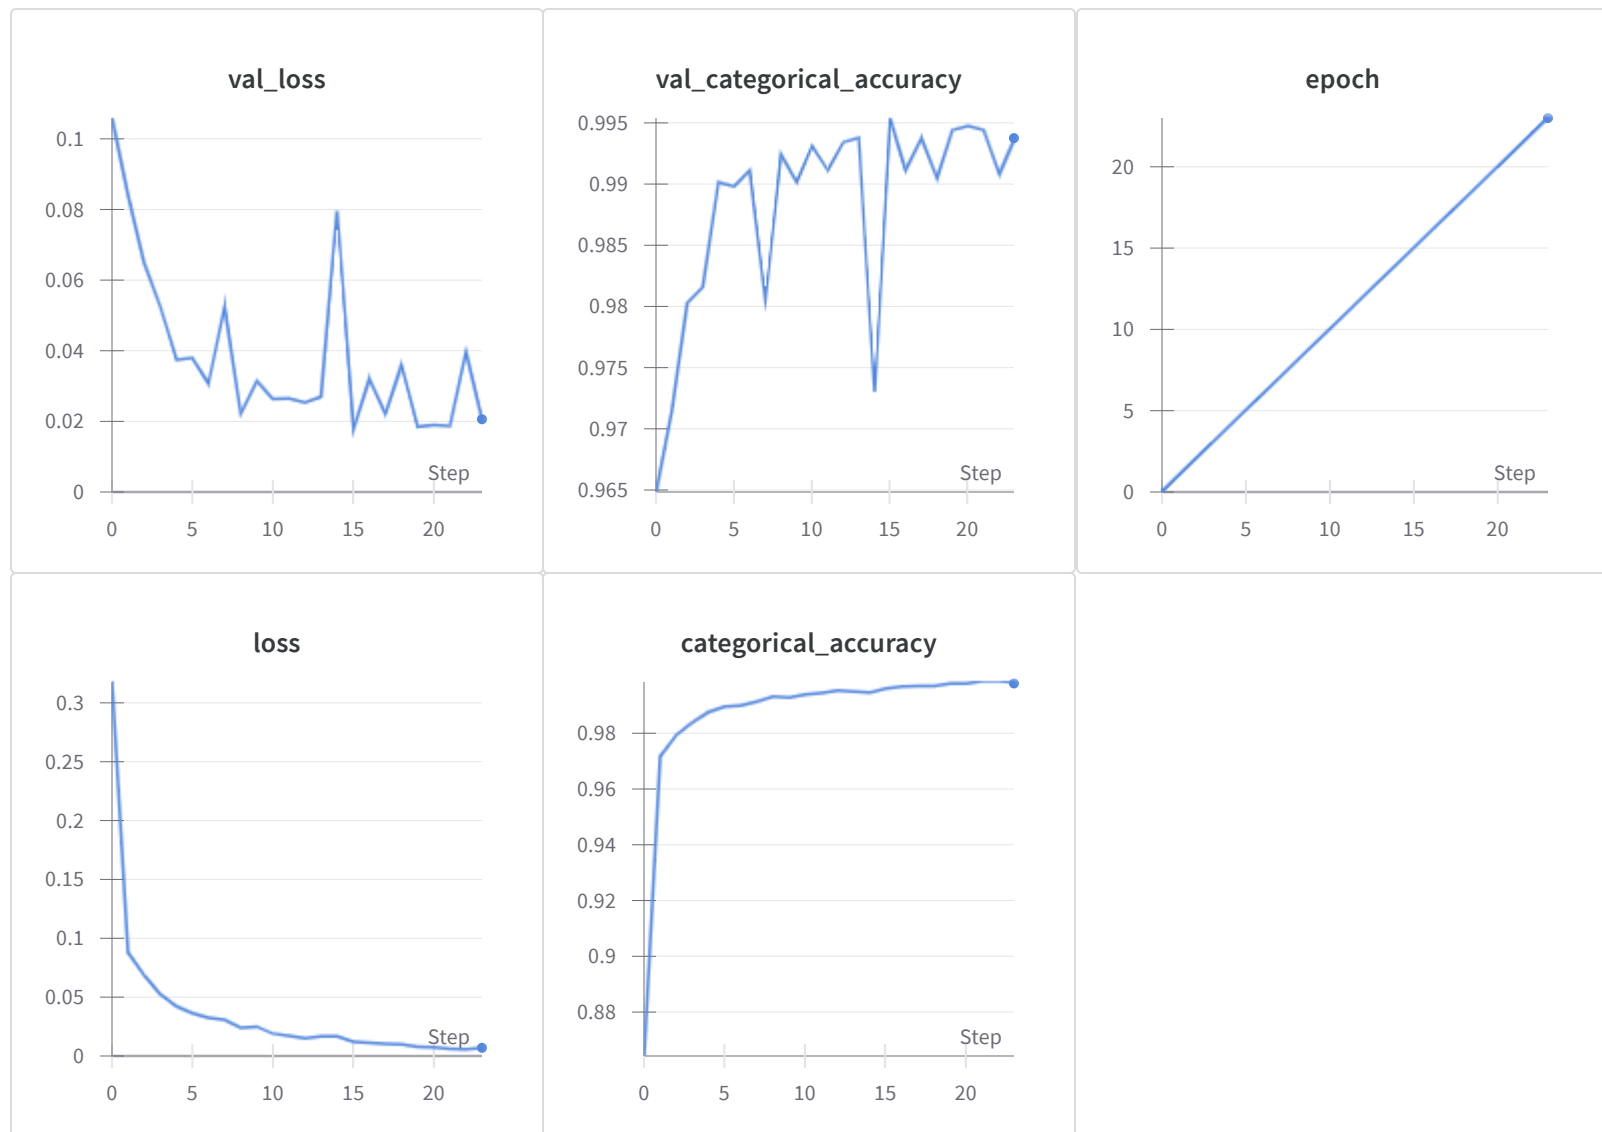 val_loss
0.1
0.08
0.06
0.04
0.02
0
Step
0 5 10 15 20
val_categorical_accuracy
0.995
0.99
0.985
0.98
0.975
0.97
0.965
Step
0 5 10 15 20
epoch
20
15
10
5
0
Step
0 5 10 15 20
loss
0.3
0.25
0.2
0.15
0.1
0.05
0
Step
0 5 10 15 20
categorical_accuracy
0.98
0.96
0.94
0.92
0.9
0.88
Step
0 5 10 15 20